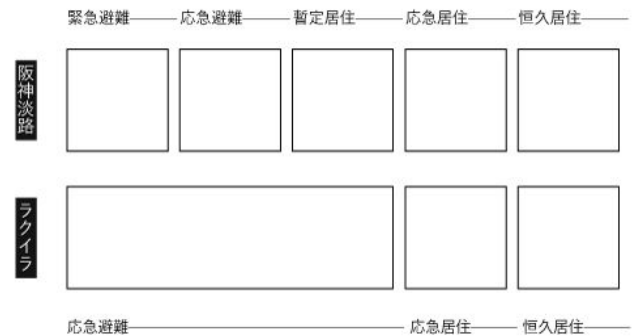 緊急避難 応急避難 暫定居住 応急居住 恒久居住
阪神淡路
ラクイラ
応急避難 応急居住 恒久居住